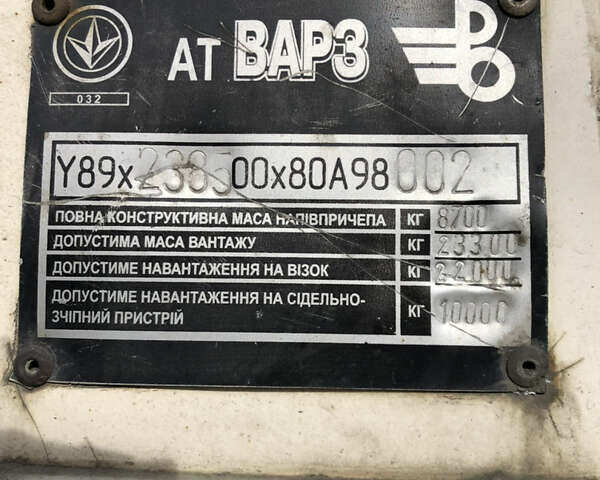 032
АТ ВАРЗ
Y89x238500x80A98002
ПОВНА КОНСТРУКТИВНА МАСА НАПІВПРИЧЕПА КГ 8700
ДОПУСТИМА МАСА ВАНТАЖУ КГ 23300
ДОПУСТИМЕ НАВАНТАЖЕННЯ НА ВІЗОК КГ 22000
ДОПУСТИМЕ НАВАНТАЖЕННЯ НА СІДЕЛЬНО-
ЗЧІПНИЙ ПРИСТРІЙ КГ 10000